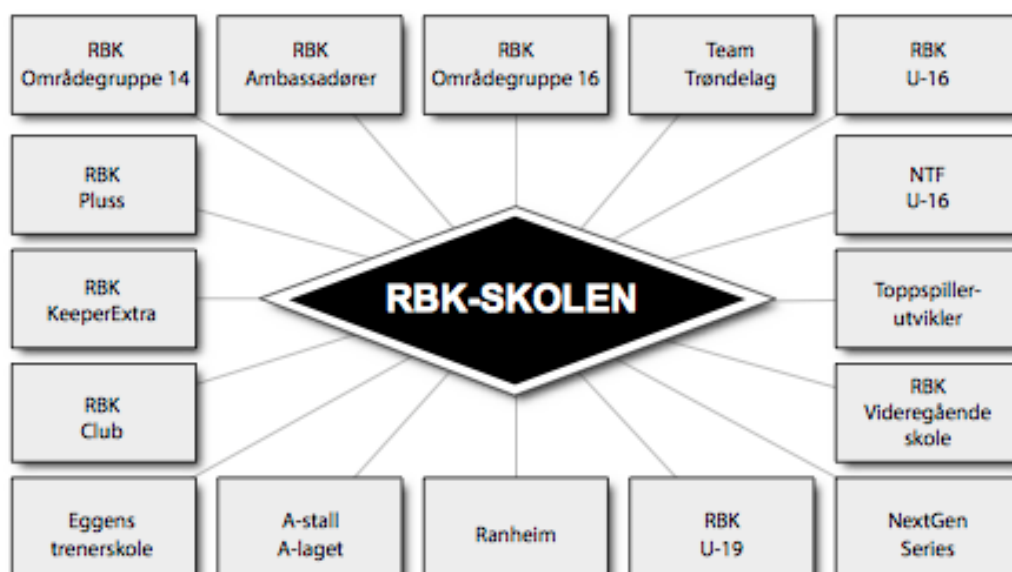 RBK
Områdegruppe 14
RBK
Ambassadører
RBK
Områdegruppe 16
Team
Trøndelag
RBK
U-16
RBK
Pluss
NTF
U-16
RBK
KeeperExtra
RBK-SKOLEN
Toppspiller-
utvikler
RBK
Club
RBK
Videregående
skole
Eggens
trenerskole
A-stall
A-laget
Ranheim
RBK
U-19
NextGen
Series